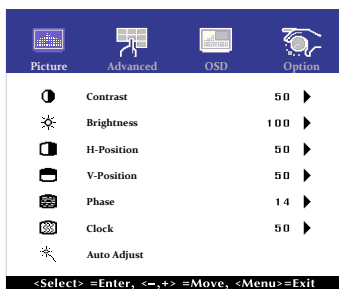 Picture Advanced OSD Option
Contrast 50
Brightness 100
H-Position 50
V-Position 50
Phase 14
Clock 50
Auto Adjust
<Select> =Enter, <–,+> =Move, <Menu>=Exit